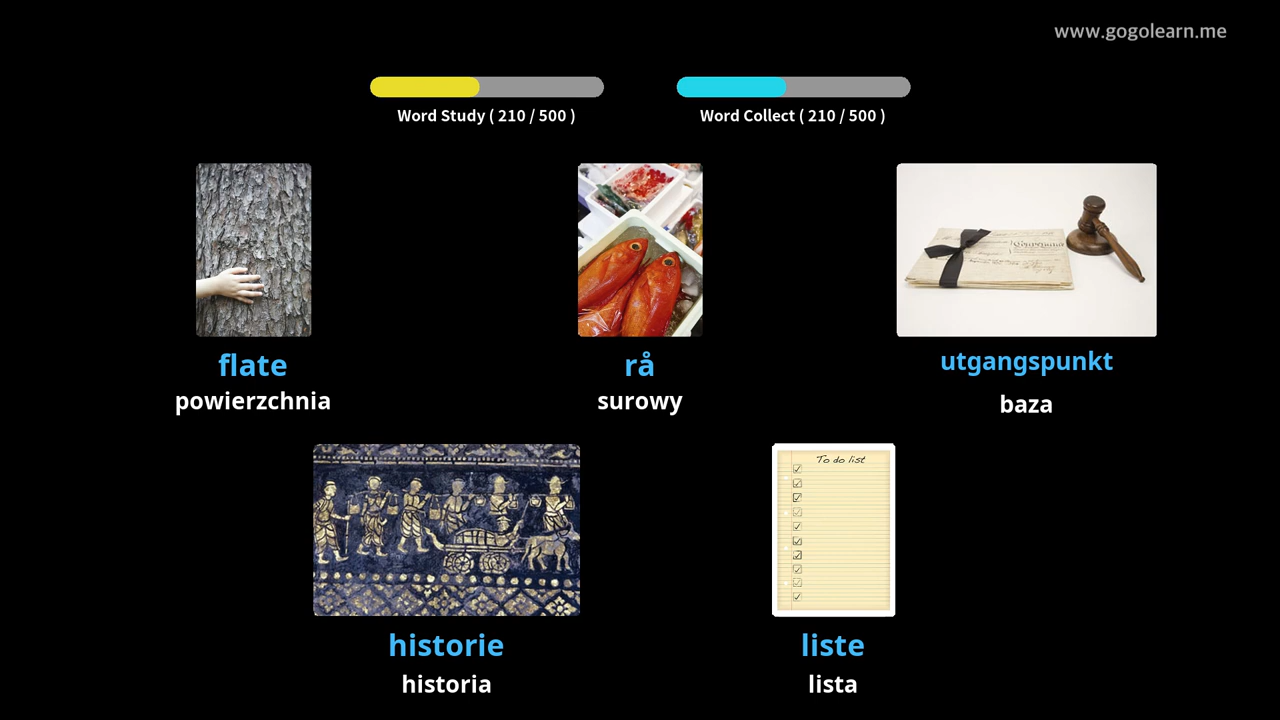 www.gogolearn.me
Word Study ( 210 / 500 )
Word Collect ( 210 / 500 )
flate
powierzchnia
rå
surowy
utgangspunkt
baza
historie
historia
To do list
liste
lista